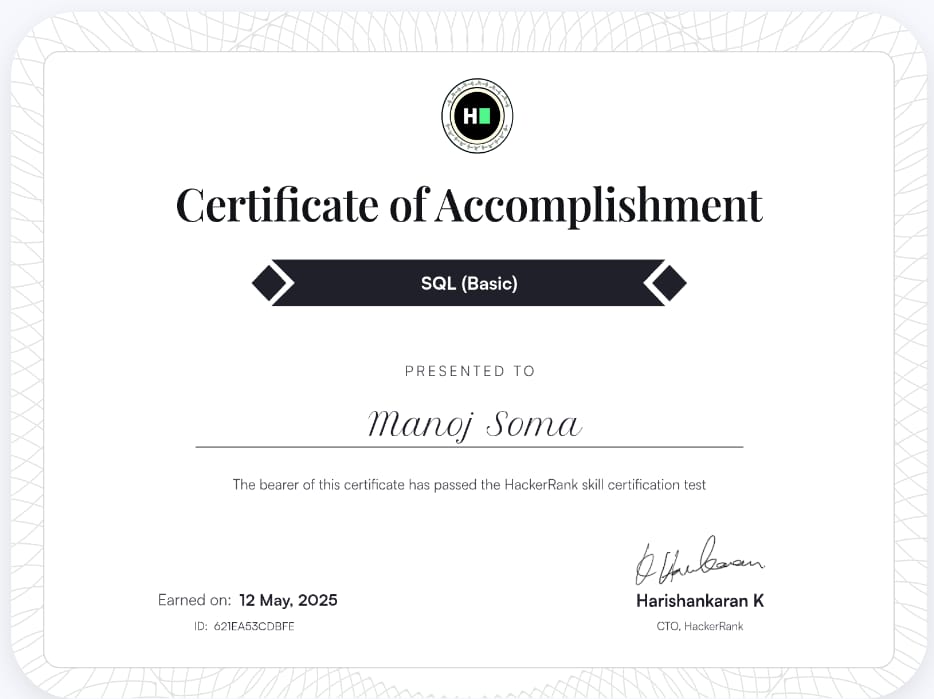 H
Certificate of Accomplishment
SQL (Basic)
PRESENTED TO
Manoj Soma
The bearer of this certificate has passed the HackerRank skill certification test
Earned on: 12 May, 2025
ID: 621EA53CDBFE
Harishankaran K
CTO, HackerRank